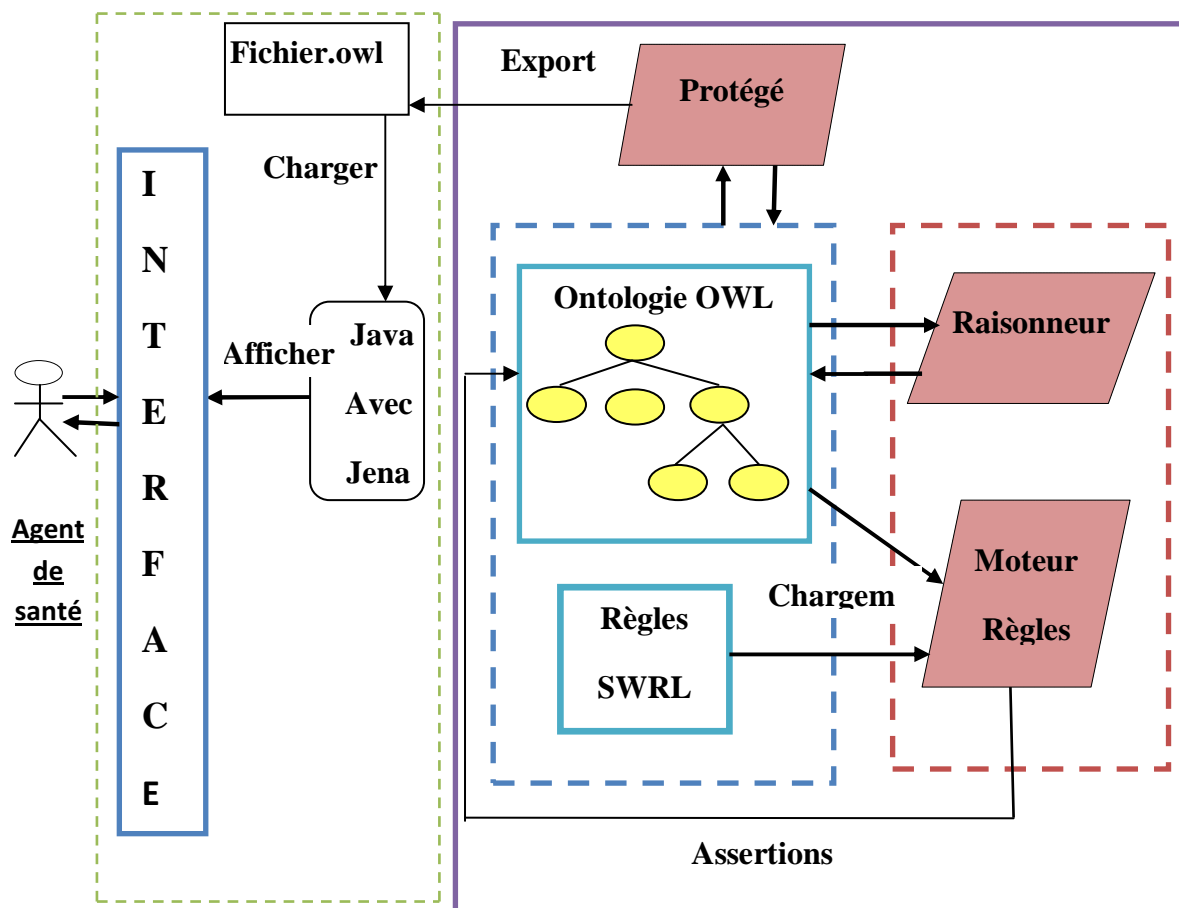 Fichier.owl
Export
Protégé
Charger
I
N
T
E
R
F
A
C
E
Afficher
Java
Avec
Jena
Agent
de
santé
Ontologie OWL
Raisonneur
Chargem
Règles
SWRL
Moteur
Règles
Assertions